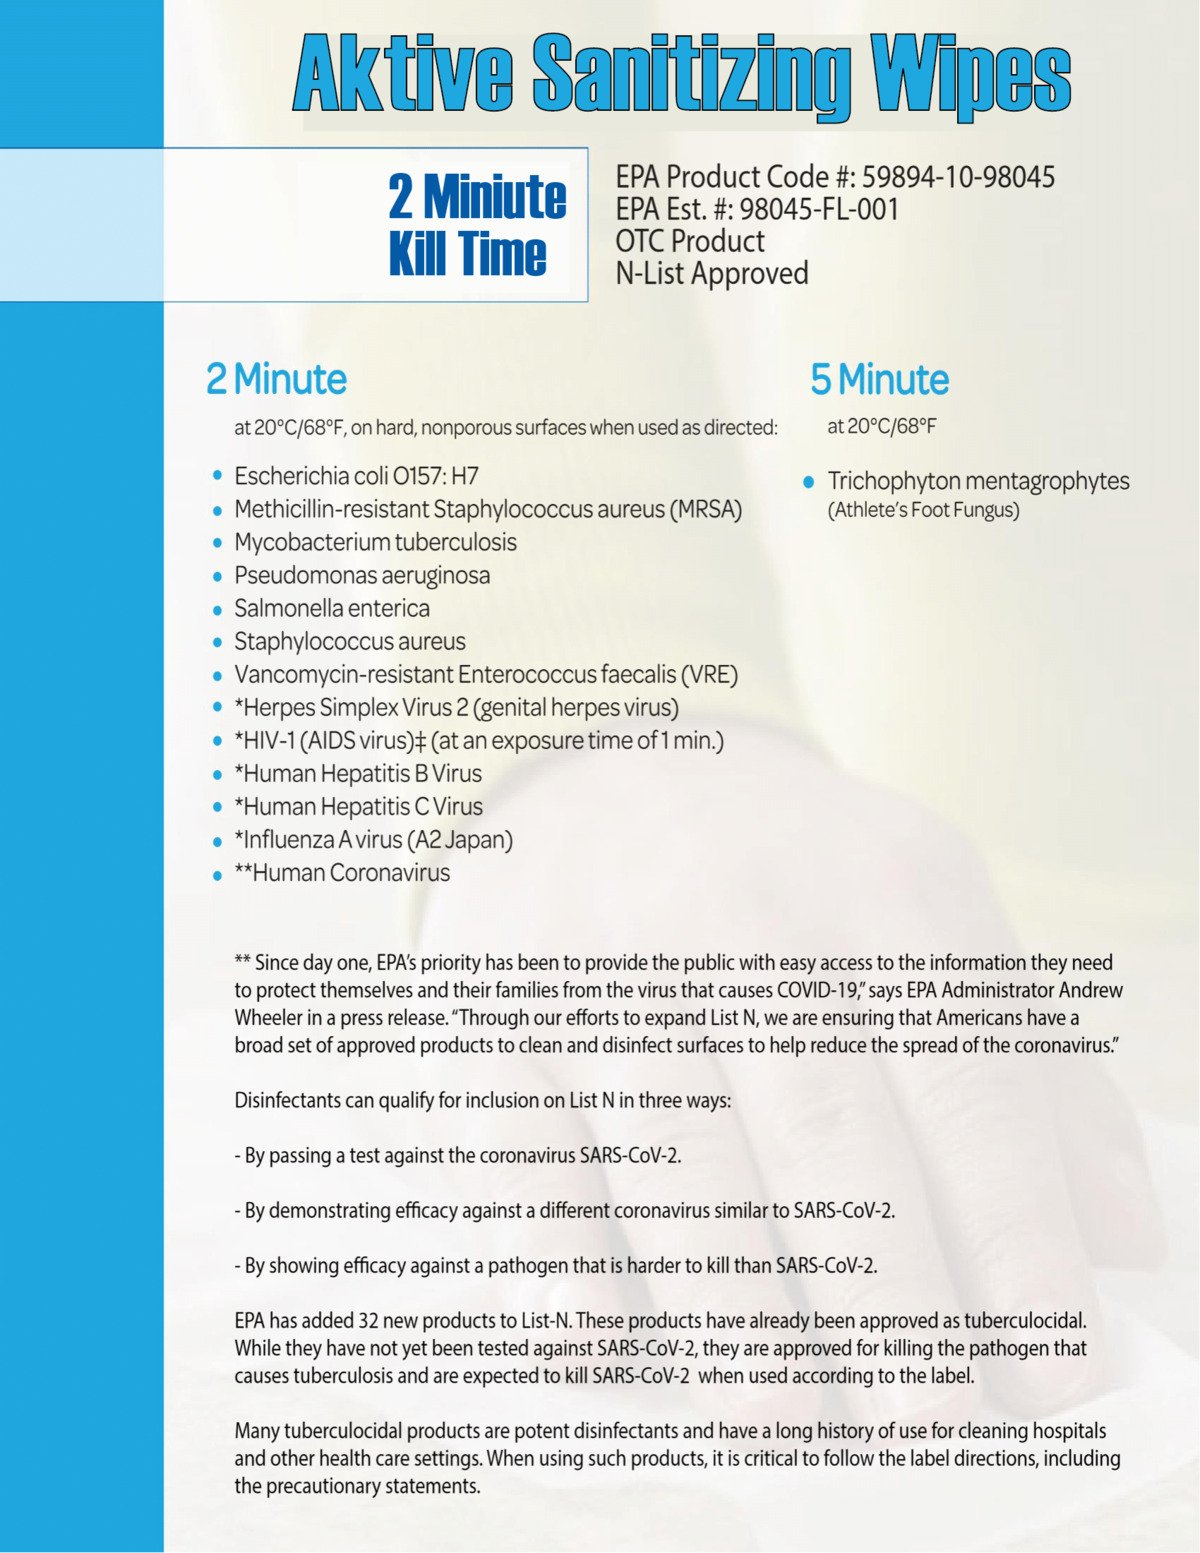 Aktive Sanitizing Wipes
2 Miniute
Kill Time
EPA Product Code #: 59894-10-98045
EPA Est. #: 98045-FL-001
OTC Product
N-List Approved
2 Minute
at 20°C/68°F, on hard, nonporous surfaces when used as directed:
• Escherichia coli O157: H7
• Methicillin-resistant Staphylococcus aureus (MRSA)
• Mycobacterium tuberculosis
• Pseudomonas aeruginosa
• Salmonella enterica
• Staphylococcus aureus
• Vancomycin-resistant Enterococcus faecalis (VRE)
• *Herpes Simplex Virus 2 (genital herpes virus)
• *HIV-1 (AIDS virus)‡ (at an exposure time of 1 min.)
• *Human Hepatitis B Virus
• *Human Hepatitis C Virus
• *Influenza A virus (A2 Japan)
• **Human Coronavirus
5 Minute
at 20°C/68°F
• Trichophyton mentagrophytes
(Athlete's Foot Fungus)
** Since day one, EPA's priority has been to provide the public with easy access to the information they need
to protect themselves and their families from the virus that causes COVID-19," says EPA Administrator Andrew
Wheeler in a press release. "Through our efforts to expand List N, we are ensuring that Americans have a
broad set of approved products to clean and disinfect surfaces to help reduce the spread of the coronavirus."
Disinfectants can qualify for inclusion on List N in three ways:
- By passing a test against the coronavirus SARS-CoV-2.
- By demonstrating efficacy against a different coronavirus similar to SARS-CoV-2.
- By showing efficacy against a pathogen that is harder to kill than SARS-CoV-2.
EPA has added 32 new products to List-N. These products have already been approved as tuberculocidal.
While they have not yet been tested against SARS-CoV-2, they are approved for killing the pathogen that
causes tuberculosis and are expected to kill SARS-CoV-2 when used according to the label.
Many tuberculocidal products are potent disinfectants and have a long history of use for cleaning hospitals
and other health care settings. When using such products, it is critical to follow the label directions, including
the precautionary statements.